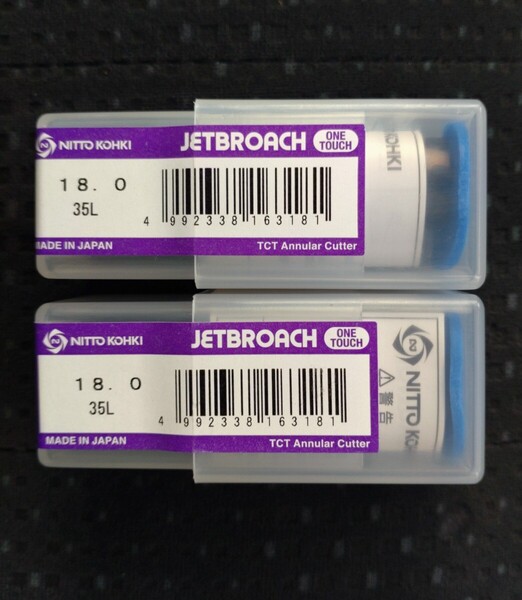 NITTO KOHKI JETBROACH ONE TOUCH
18.0
35L
4 992338 163181
MADE IN JAPAN TCT Annular Cutter
KOHKI
NITTO KOHKI JETBROACH ONE TOUCH
18.0
35L
4 992338 163181
MADE IN JAPAN TCT Annular Cutter
NITTO KO
⚠警告